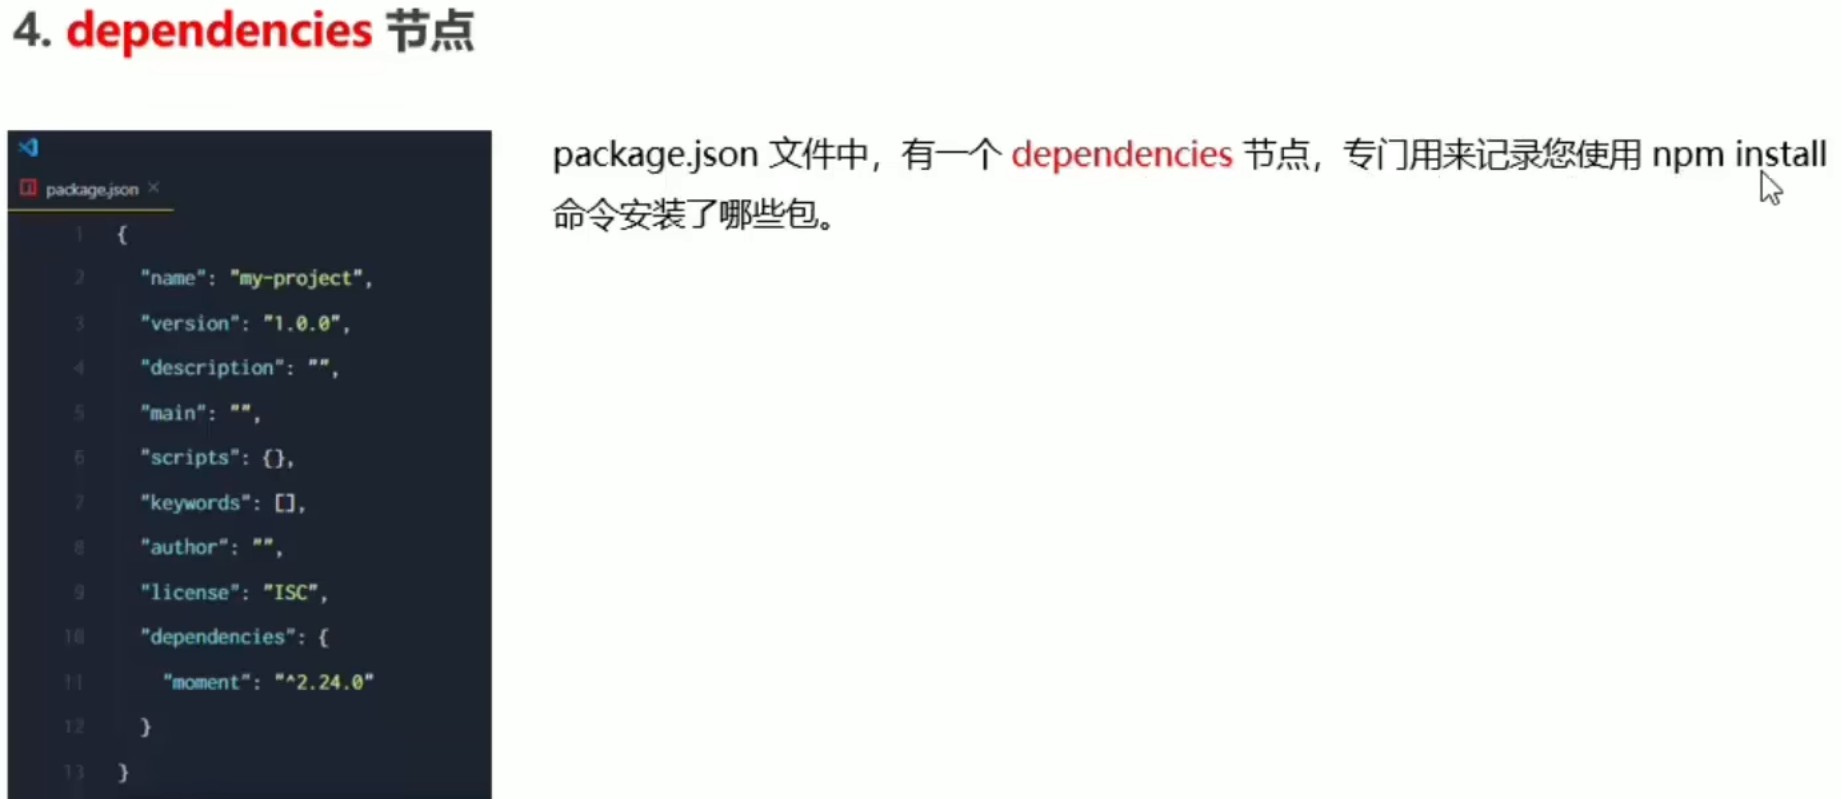 4. dependencies 节点
package.json 文件中，有一个 dependencies 节点，专门用来记录您使用 npm install
命令安装了哪些包。
package.json ×
1 {
2 "name": "my-project",
3 "version": "1.0.0",
4 "description": "",
5 "main": "",
6 "scripts": {},
7 "keywords": [],
8 "author": "",
9 "license": "ISC",
10 "dependencies": {
11 "moment": "^2.24.0"
12 }
13 }